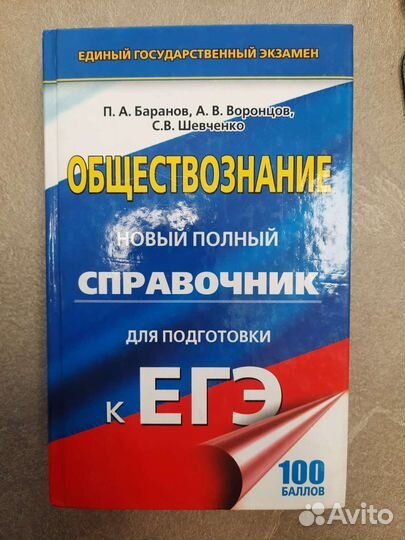 ЕДИНЫЙ ГОСУДАРСТВЕННЫЙ ЭКЗАМЕН
П. А. Баранов, А. В. Воронцов,
С.В. Шевченко
ОБЩЕСТВОЗНАНИЕ
НОВЫЙ ПОЛНЫЙ
СПРАВОЧНИК
ДЛЯ ПОДГОТОВКИ
К ЕГЭ
100
БАЛЛОВ
Avito